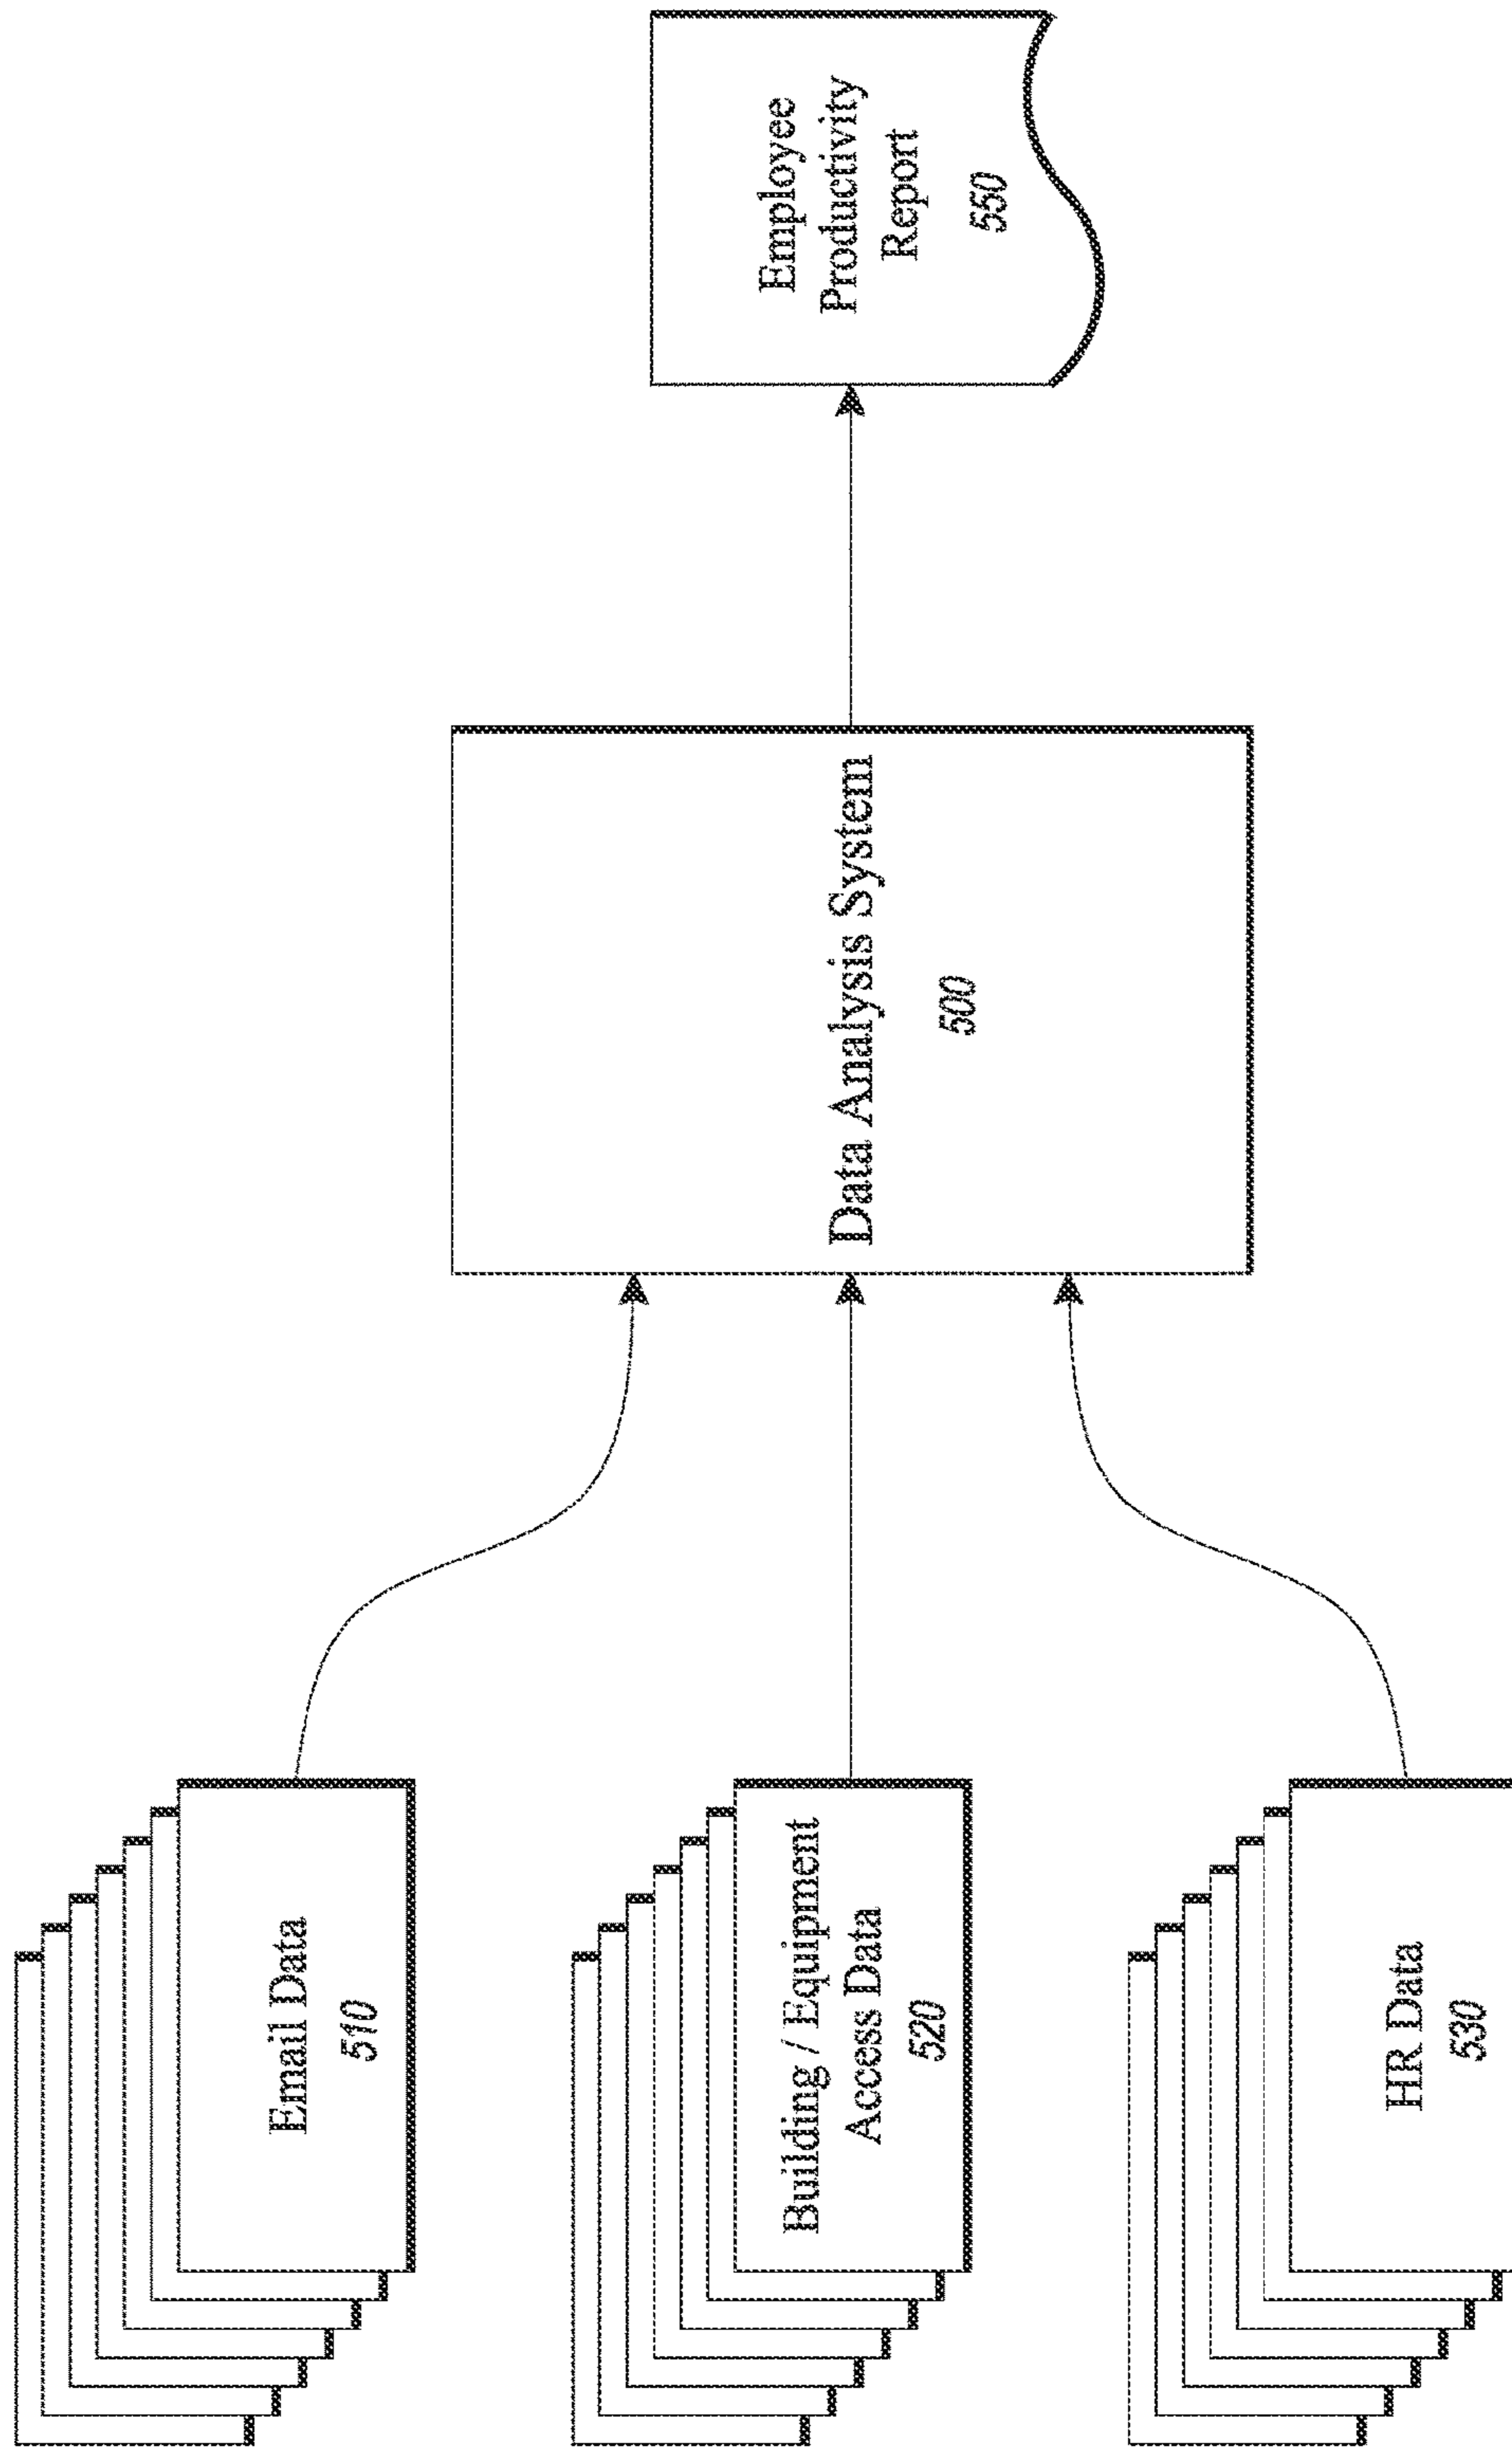 Email Data
510
Building / Equipment
Access Data
520
HR Data
530
Data Analysis System
500
Employee
Productivity
Report
550